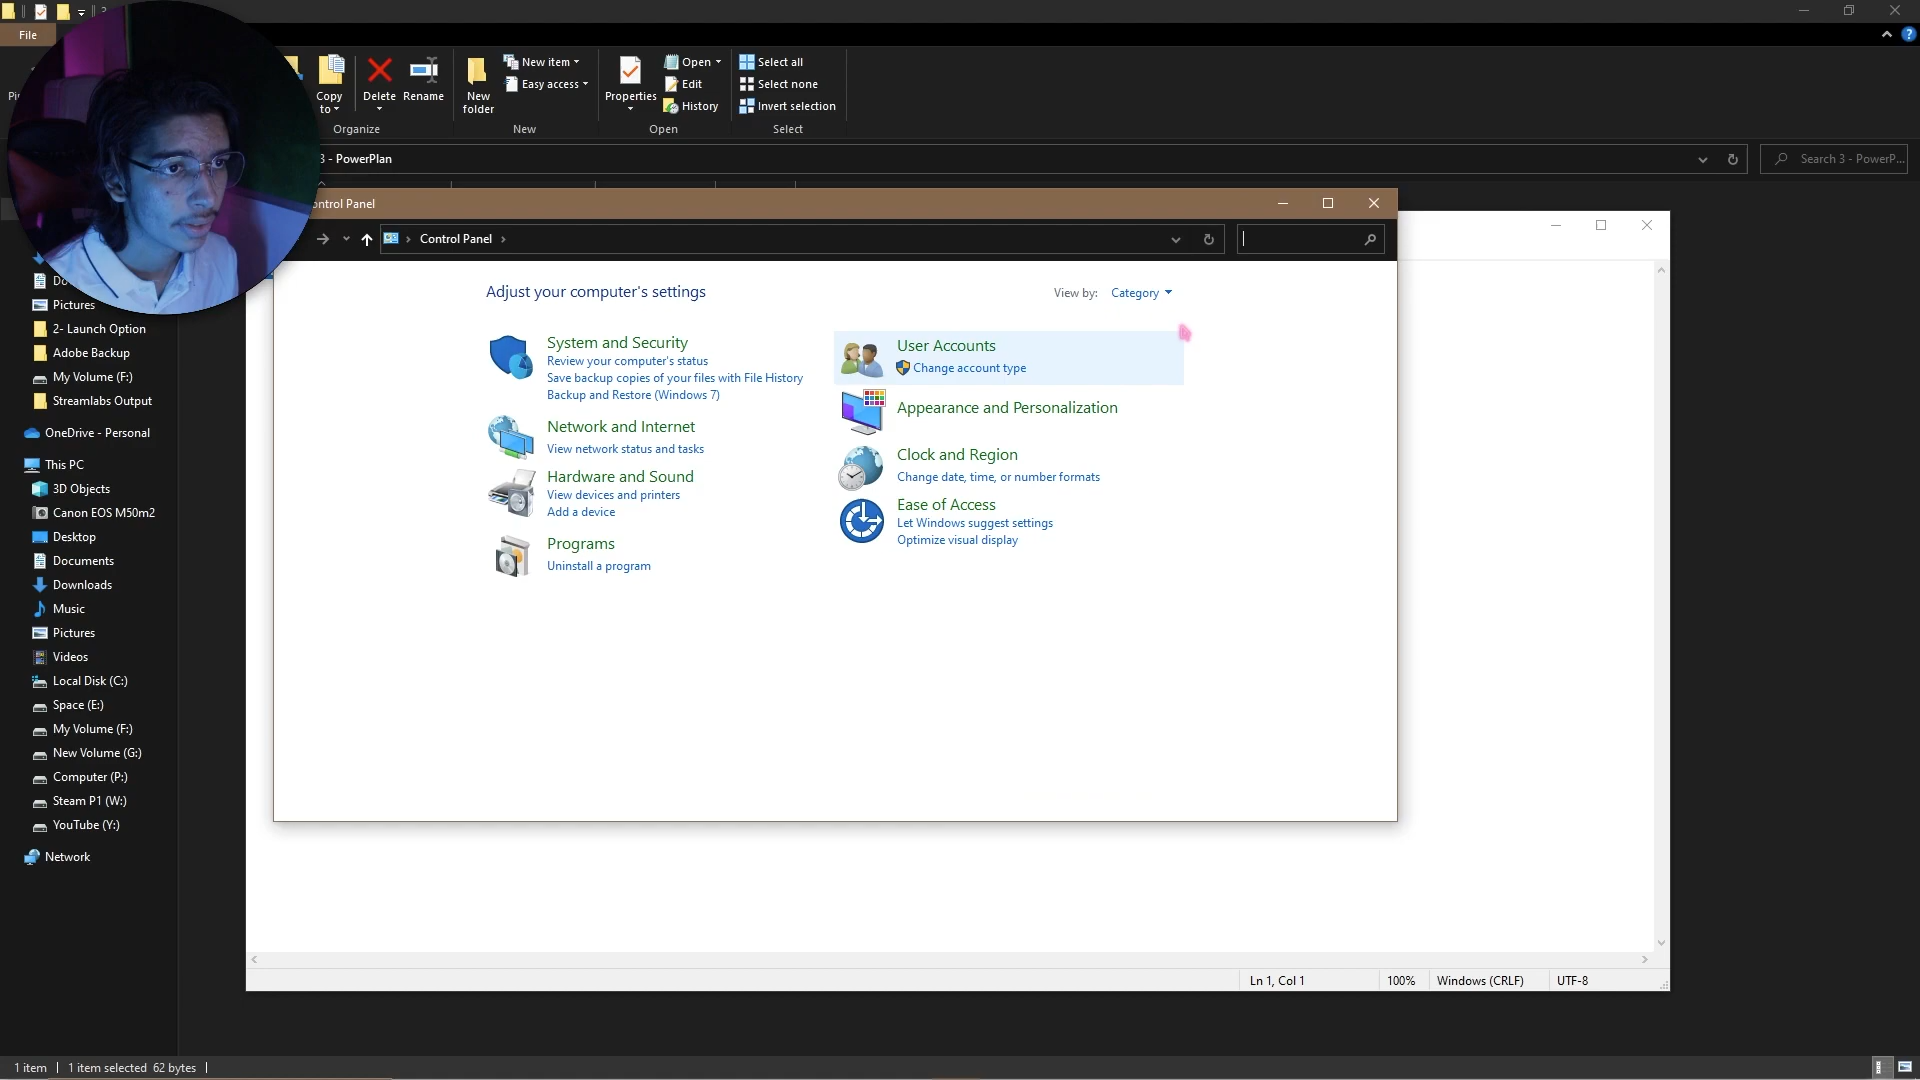 File
Copy
to
Delete
Rename
New
folder
New item
Easy access
Properties
Open
Edit
History
Select all
Select none
Invert selection
Organize
New
Open
Select
3 - PowerPlan
Search 3 - PowerP...
ontrol Panel
Control Panel
Adjust your computer's settings
View by:
Category
System and Security
Review your computer's status
Save backup copies of your files with File History
Backup and Restore (Windows 7)
Network and Internet
View network status and tasks
Hardware and Sound
View devices and printers
Add a device
Programs
Uninstall a program
User Accounts
Change account type
Appearance and Personalization
Clock and Region
Change date, time, or number formats
Ease of Access
Let Windows suggest settings
Optimize visual display
Pictures
2- Launch Option
Adobe Backup
My Volume (F:)
Streamlabs Output
OneDrive - Personal
This PC
3D Objects
Canon EOS M50m2
Desktop
Documents
Downloads
Music
Pictures
Videos
Local Disk (C:)
Space (E:)
My Volume (F:)
New Volume (G:)
Computer (P:)
Steam P1 (W:)
YouTube (Y:)
Network
Ln 1, Col 1
100%
Windows (CRLF)
UTF-8
1 item
1 item selected 62 bytes